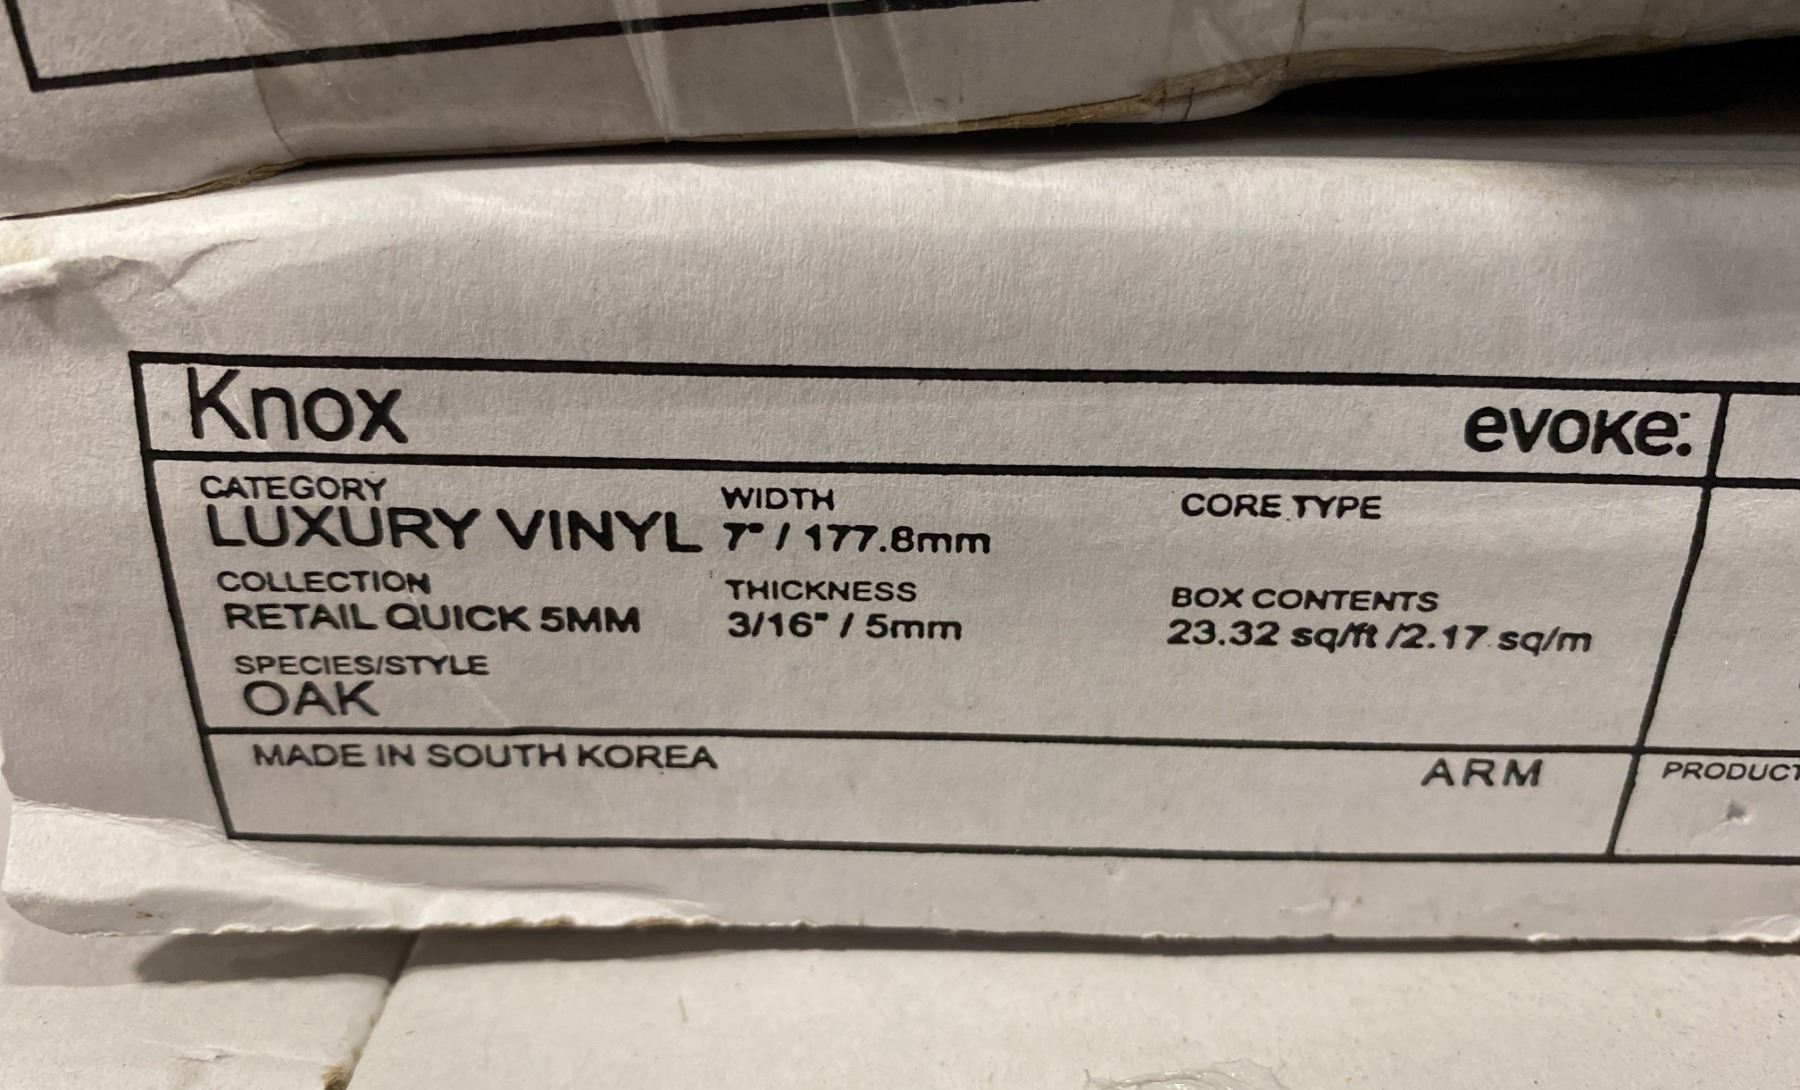 Knox
evoke:
CATEGORY
LUXURY VINYL
COLLECTION
RETAIL QUICK 5MM
SPECIES/STYLE
OAK
WIDTH
7" / 177.8mm
THICKNESS
3/16" / 5mm
CORE TYPE
BOX CONTENTS
23.32 sq/ft /2.17 sq/m
MADE IN SOUTH KOREA
ARM
PRODUCT